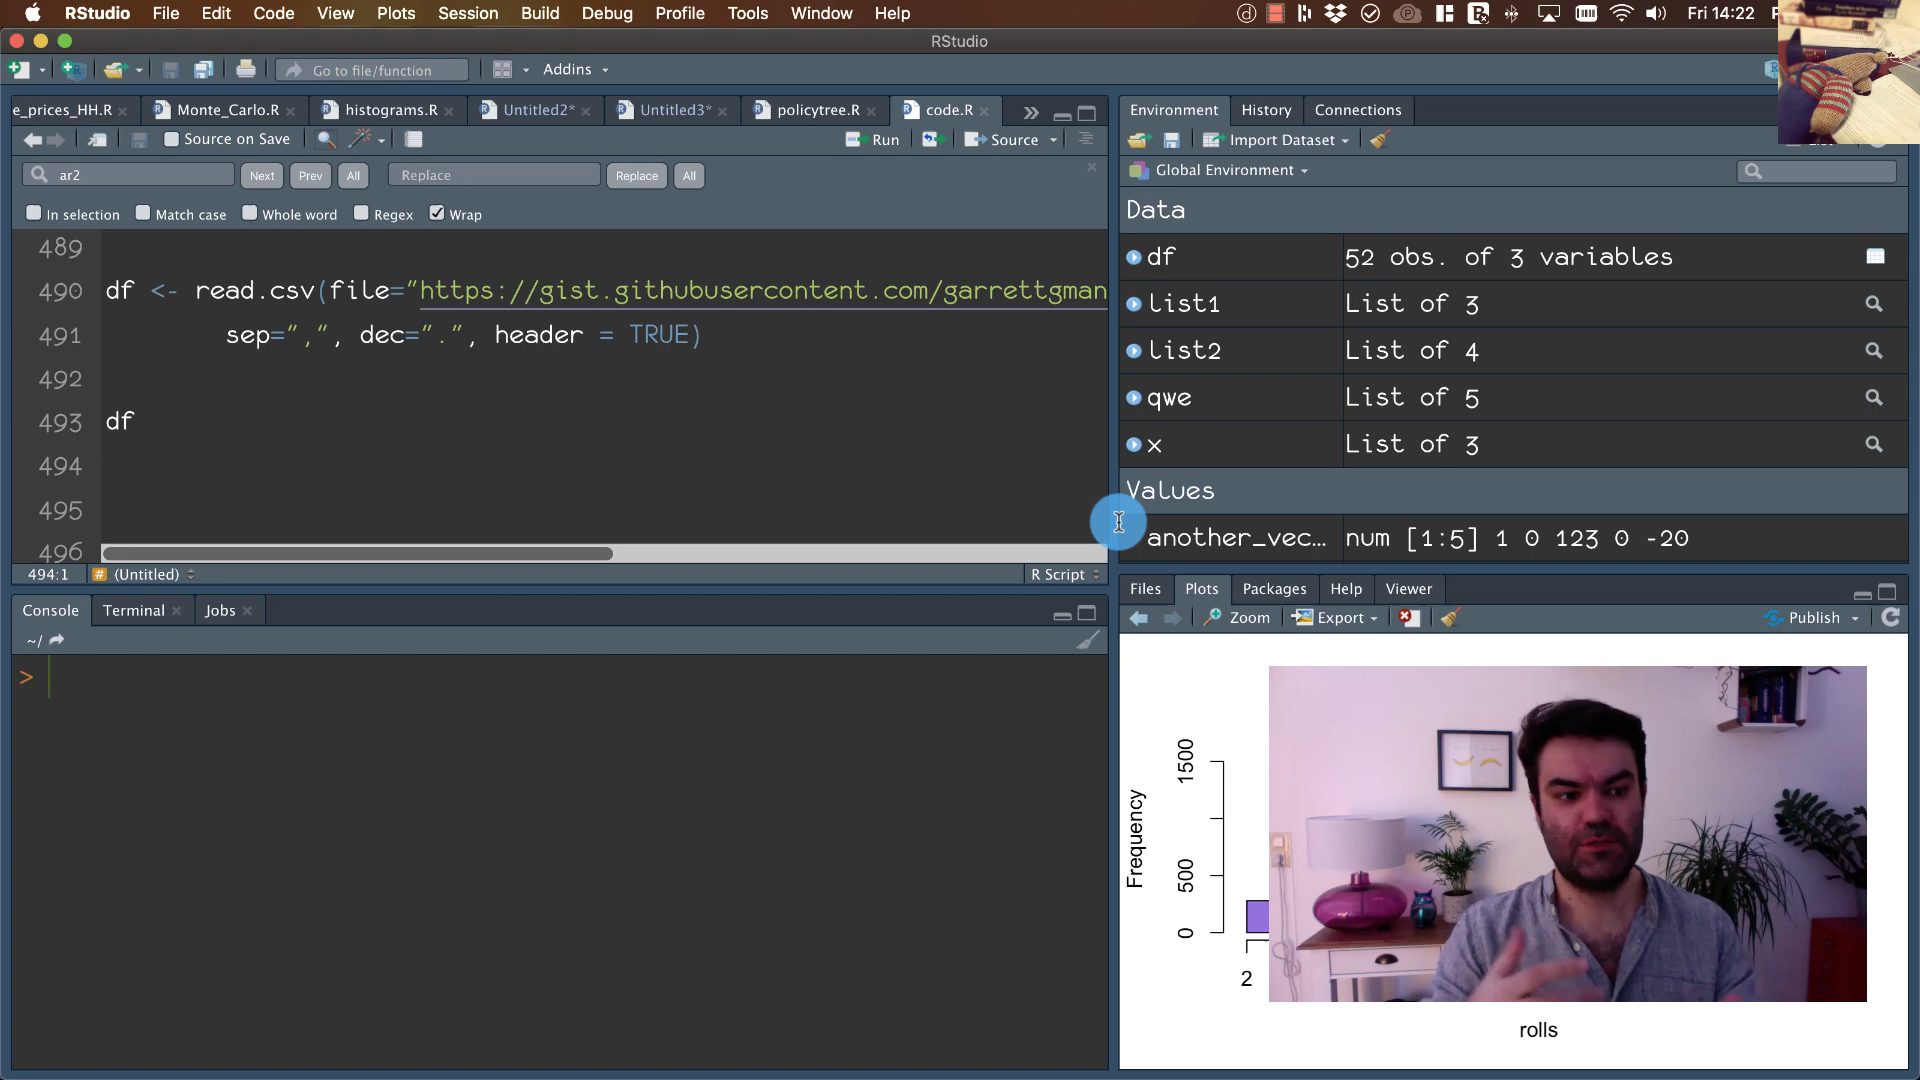 RStudio File Edit Code View Plots Session Build Debug Profile Tools Window Help Fri 14:22
RStudio
Go to file/function Addins
e_prices_HH.R Monte_Carlo.R histograms.R Untitled2* Untitled3* policytree.R code.R
Source on Save Run Source
ar2 Next Prev All Replace Replace All
In selection Match case Whole word Regex Wrap
489
490 df <- read.csv(file="https://gist.githubusercontent.com/garrettgman
491 sep=",", dec=".", header = TRUE)
492
493 df
494
495
496
494:1 # (Untitled) R Script
Console Terminal Jobs
~/
>
Environment History Connections
Import Dataset
Global Environment
Data
df 52 obs. of 3 variables
list1 List of 3
list2 List of 4
qwe List of 5
x List of 3
Values
another_vec... num [1:5] 1 0 123 0 -20
Files Plots Packages Help Viewer
Zoom Export Publish
Frequency
1500
500
0
2
rolls